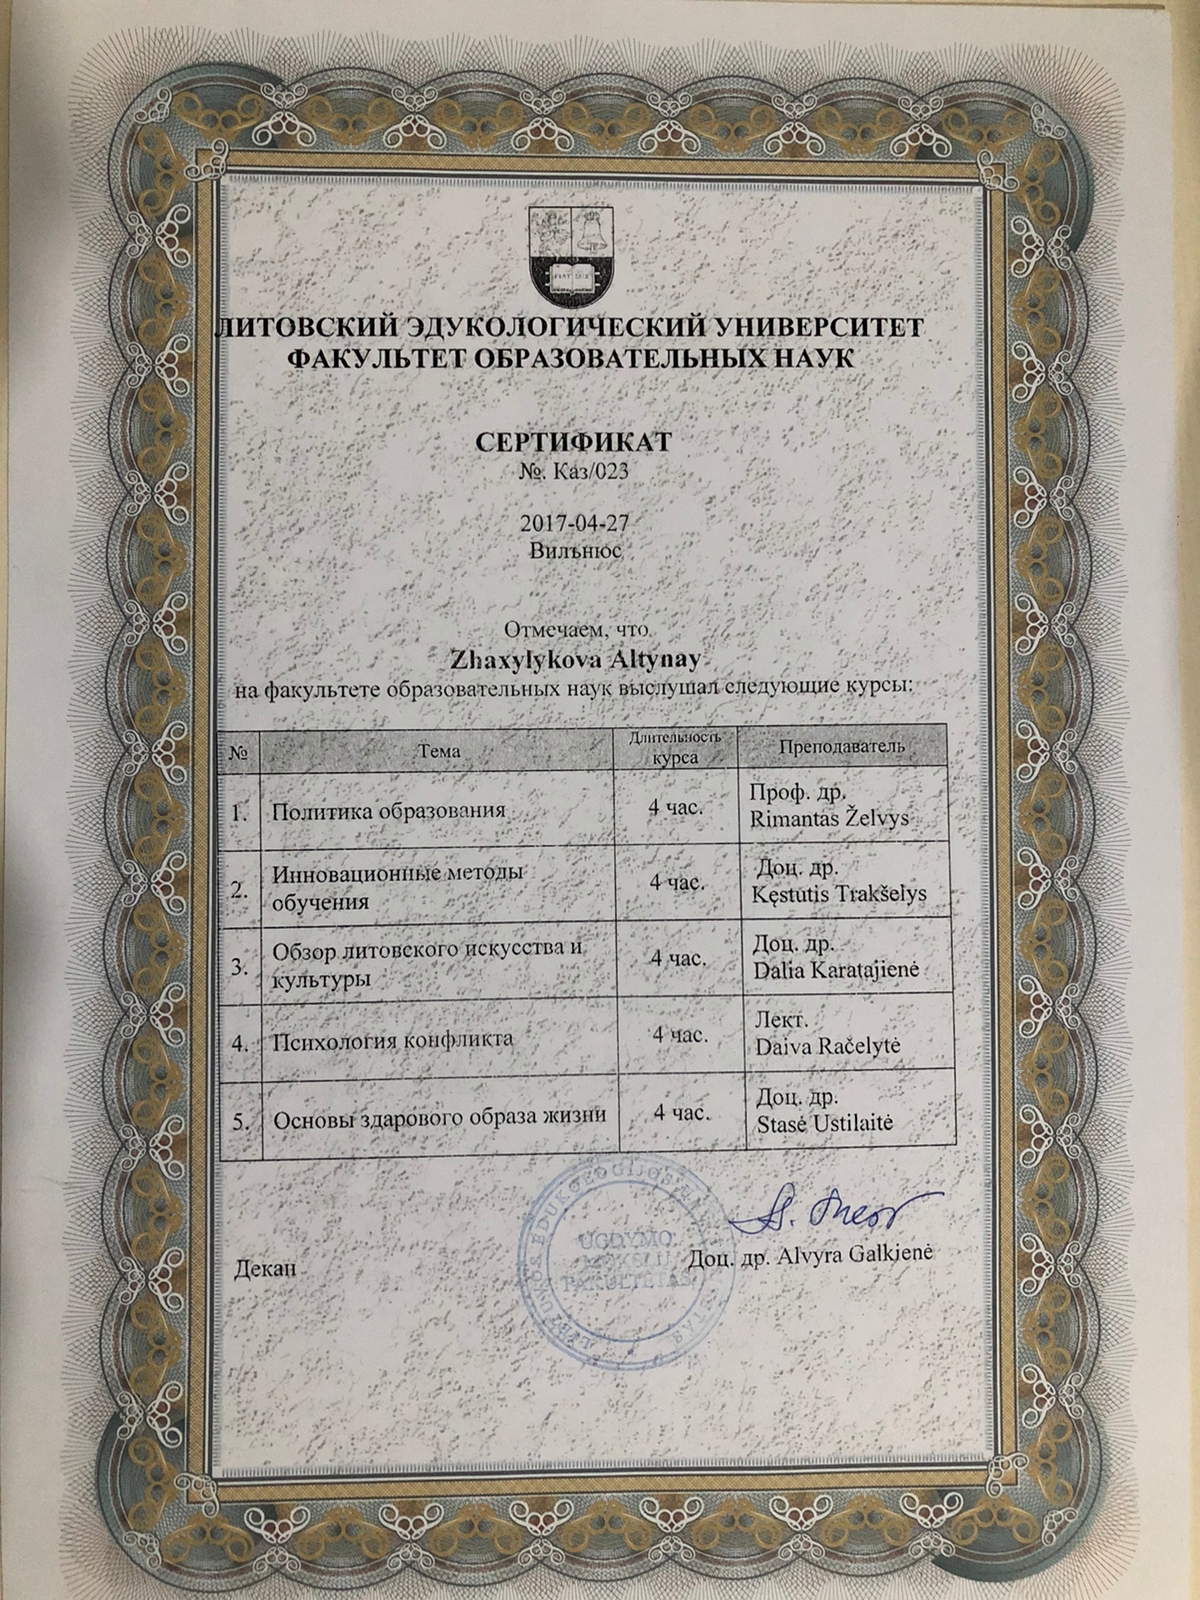 FIAT LUX
ЛИТОВСКИЙ ЭДУКОЛОГИЧЕСКИЙ УНИВЕРСИТЕТ
ФАКУЛЬТЕТ ОБРАЗОВАТЕЛЬНЫХ НАУК
СЕРТИФИКАТ
№. Каз/023
2017-04-27
Вилънюс
Отмечаем, что
Zhaxylykova Altynay
на факультете образовательных наук выслушал следующие курсы:
№ Тема Длительность курса Преподаватель
1. Политика образования 4 час. Проф. др. Rimantas Želvys
2. Инновационные методы обучения 4 час. Доц. др. Kęstutis Trakšelys
3. Обзор литовского искусства и культуры 4 час. Доц. др. Dalia Karatajienė
4. Психология конфликта 4 час. Лект. Daiva Račelytė
5. Основы здарового образа жизни 4 час. Доц. др. Stasė Ustilaitė
Декан Доц. др. Alvyra Galkienė
UGDYMO
MOKSLŲ
FAKULTETAS